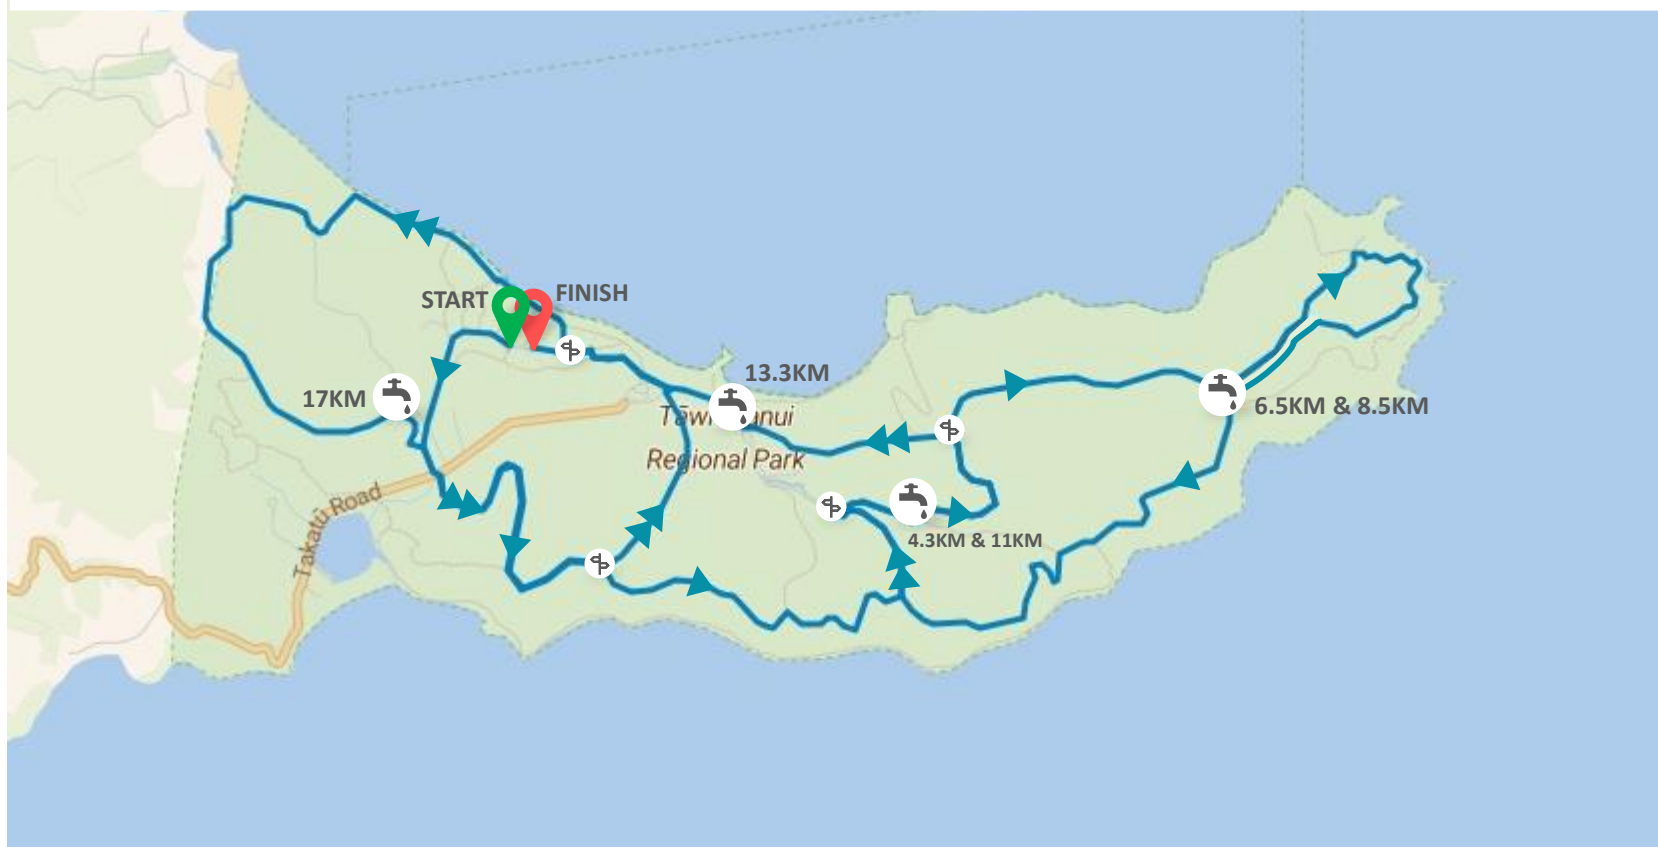 START
FINISH
13.3KM
17KM
6.5KM & 8.5KM
Regional Park
Takatū Road
4.3KM & 11KM